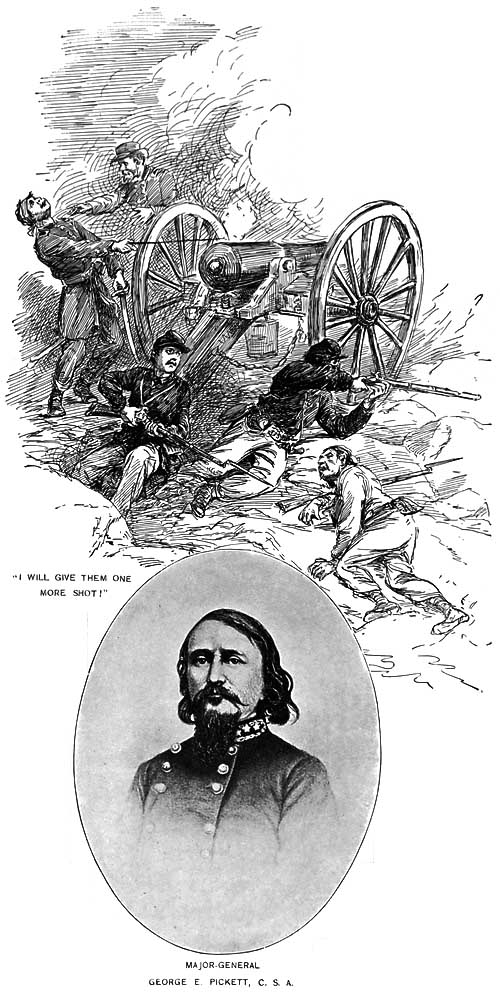 "I WILL GIVE THEM ONE
MORE SHOT!"
MAJOR-GENERAL
GEORGE E. PICKETT, C. S. A.